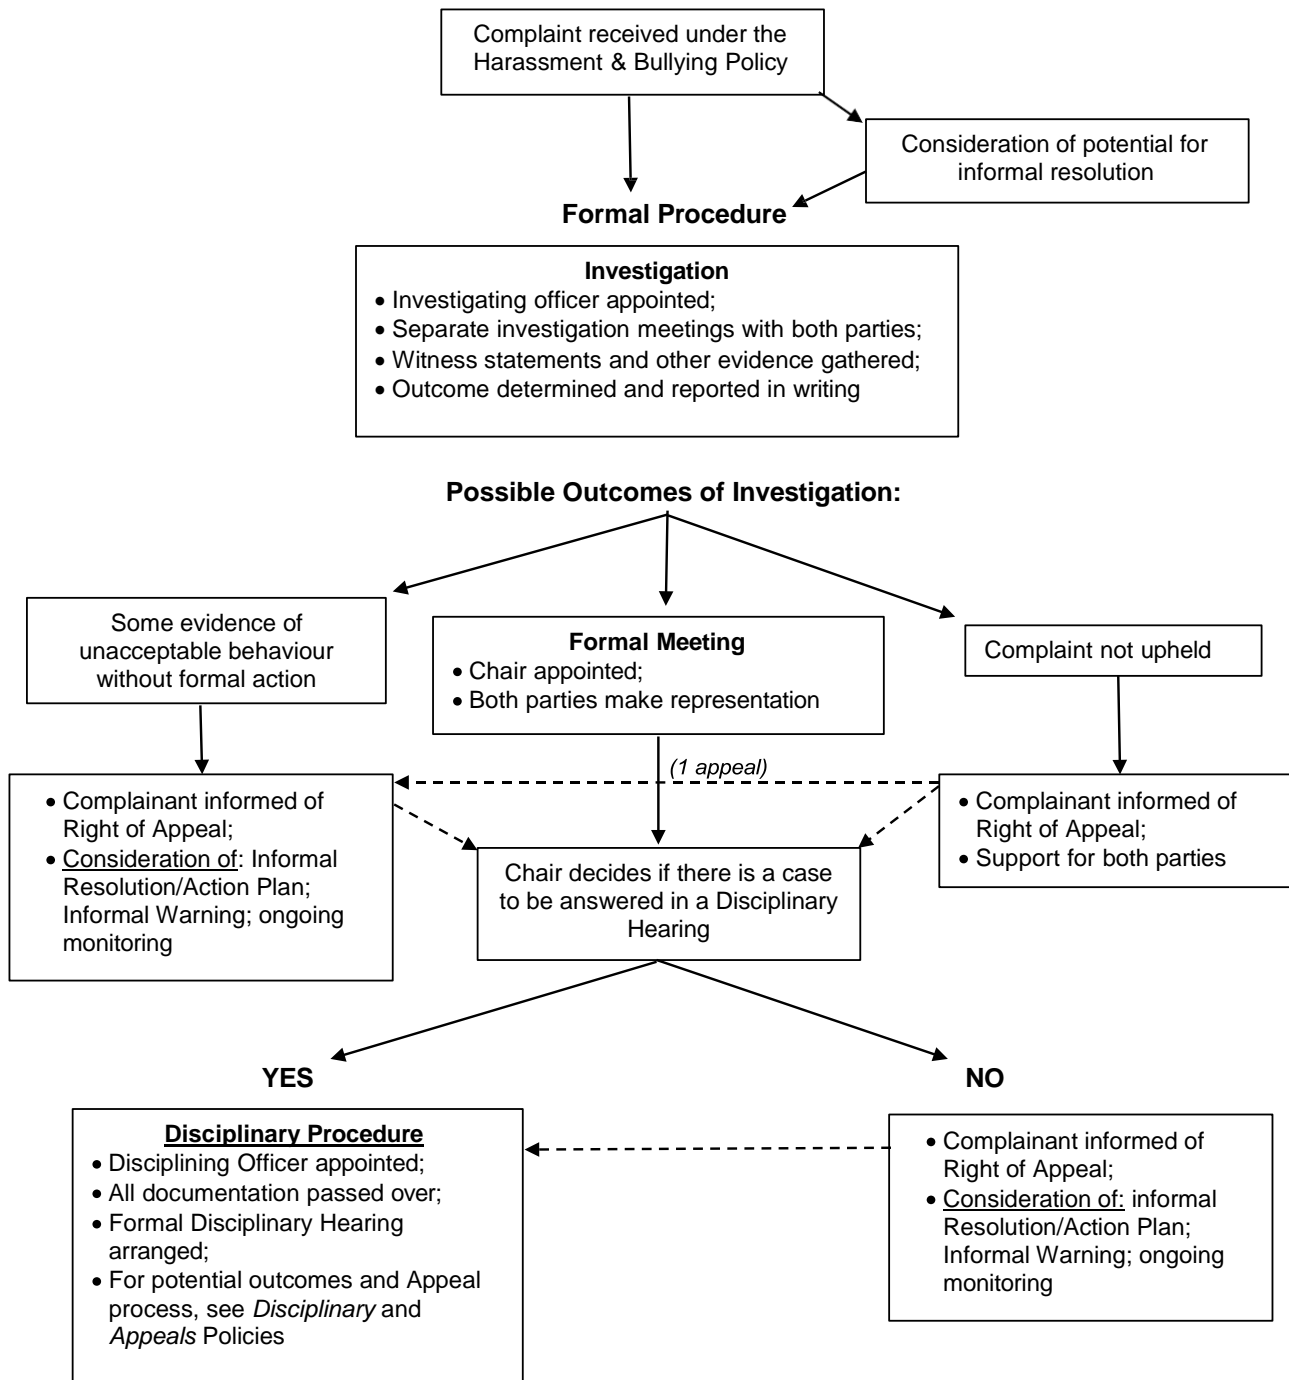 Complaint received under the
Harassment & Bullying Policy
Consideration of potential for
informal resolution
Formal Procedure
Investigation
• Investigating officer appointed;
• Separate investigation meetings with both parties;
• Witness statements and other evidence gathered;
• Outcome determined and reported in writing
Possible Outcomes of Investigation:
Some evidence of
unacceptable behaviour
without formal action
Formal Meeting
• Chair appointed;
• Both parties make representation
Complaint not upheld
(1 appeal)
• Complainant informed of
Right of Appeal;
• Consideration of: Informal
Resolution/Action Plan;
Informal Warning; ongoing
monitoring
Chair decides if there is a case
to be answered in a Disciplinary
Hearing
• Complainant informed of
Right of Appeal;
• Support for both parties
YES
NO
Disciplinary Procedure
• Disciplining Officer appointed;
• All documentation passed over;
• Formal Disciplinary Hearing
arranged;
• For potential outcomes and Appeal
process, see Disciplinary and
Appeals Policies
• Complainant informed of
Right of Appeal;
• Consideration of: informal
Resolution/Action Plan;
Informal Warning; ongoing
monitoring